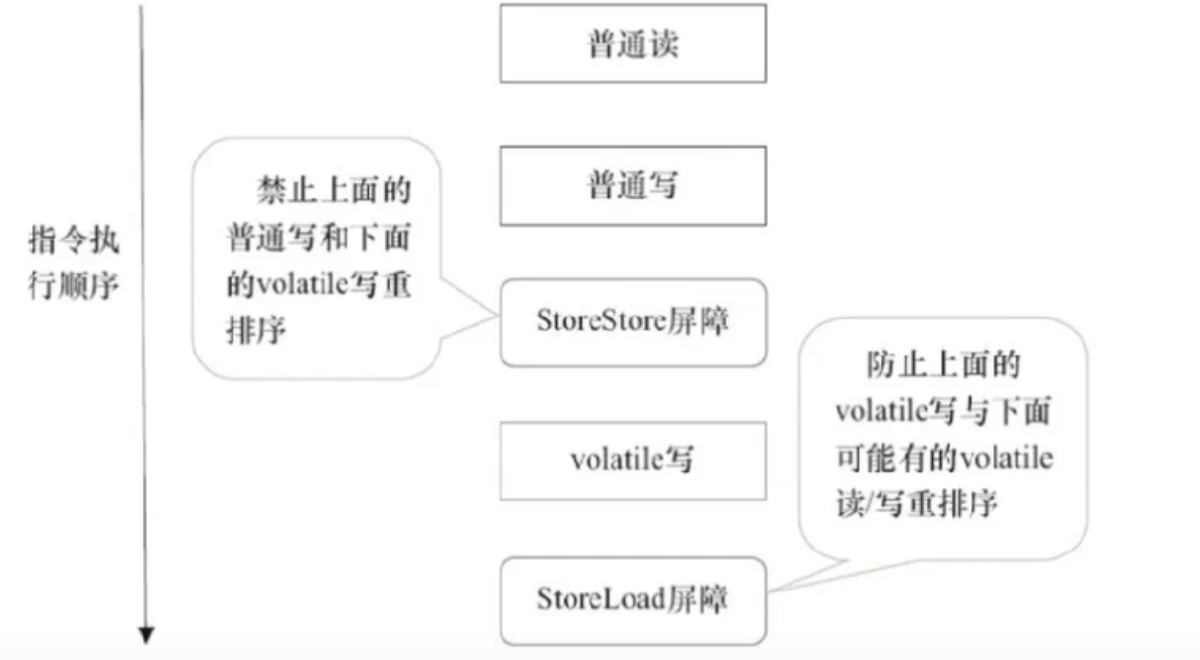 普通读
普通写
禁止上面的
普通写和下面
的volatile写重
排序
指令执
行顺序
StoreStore屏障
防止上面的
volatile写与下面
可能有的volatile
读/写重排序
volatile写
StoreLoad屏障